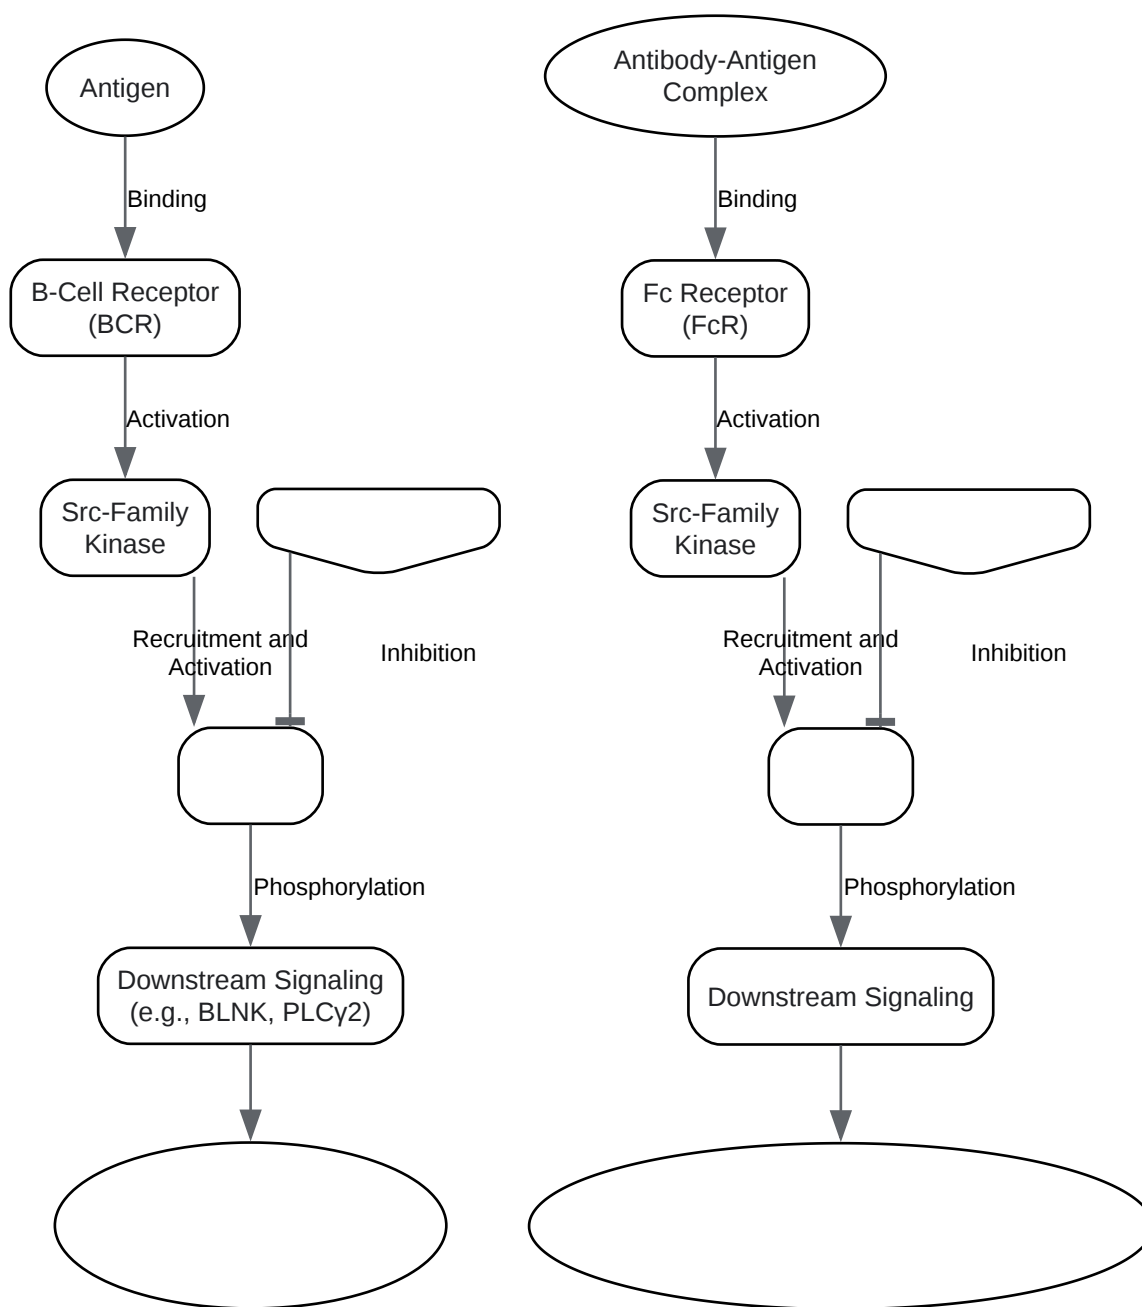 Antigen
Binding
B-Cell Receptor
(BCR)
Activation
Src-Family
Kinase
Recruitment and
Activation
Inhibition
Phosphorylation
Downstream Signaling
(e.g., BLNK, PLCγ2)
Antibody-Antigen
Complex
Binding
Fc Receptor
(FcR)
Activation
Src-Family
Kinase
Recruitment and
Activation
Inhibition
Phosphorylation
Downstream Signaling